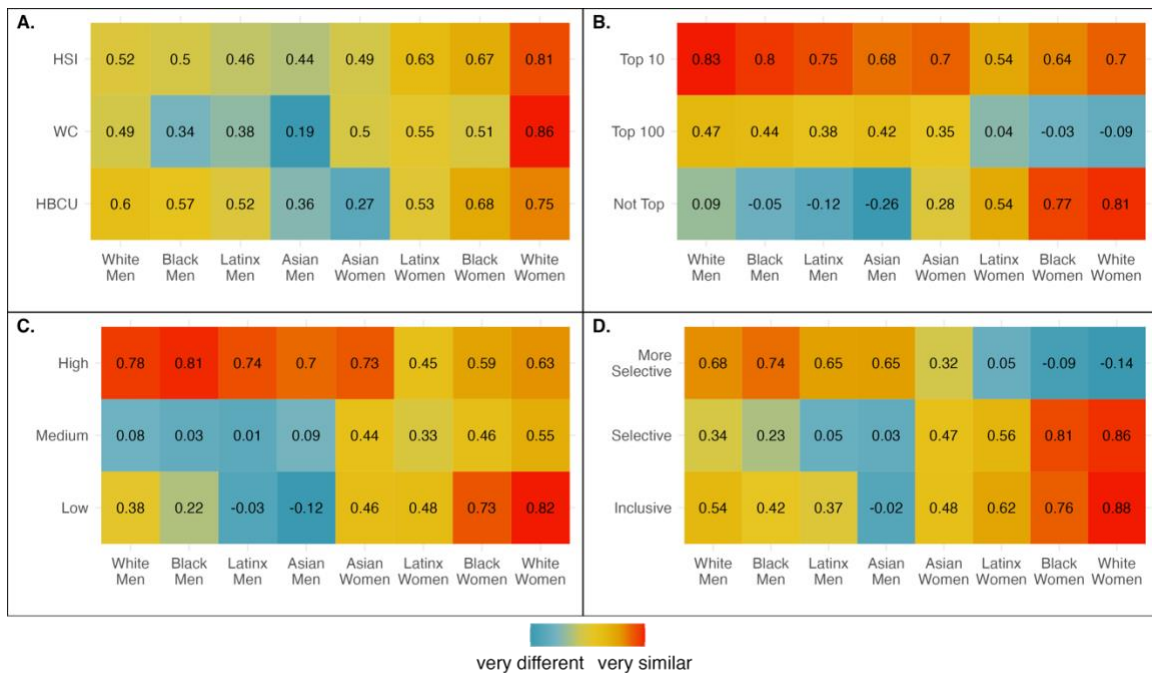 A.
HSI 0.52 0.5 0.46 0.44 0.49 0.63 0.67 0.81
WC 0.49 0.34 0.38 0.19 0.5 0.55 0.51 0.86
HBCU 0.6 0.57 0.52 0.36 0.27 0.53 0.68 0.75
White Black Latinx Asian Asian Latinx Black White
Men Men Men Men Women Women Women Women
B.
Top 10 0.83 0.8 0.75 0.68 0.7 0.54 0.64 0.7
Top 100 0.47 0.44 0.38 0.42 0.35 0.04 -0.03 -0.09
Not Top 0.09 -0.05 -0.12 -0.26 0.28 0.54 0.77 0.81
White Black Latinx Asian Asian Latinx Black White
Men Men Men Men Women Women Women Women
C.
High 0.78 0.81 0.74 0.7 0.73 0.45 0.59 0.63
Medium 0.08 0.03 0.01 0.09 0.44 0.33 0.46 0.55
Low 0.38 0.22 -0.03 -0.12 0.46 0.48 0.73 0.82
White Black Latinx Asian Asian Latinx Black White
Men Men Men Men Women Women Women Women
D.
More
Selective 0.68 0.74 0.65 0.65 0.32 0.05 -0.09 -0.14
Selective 0.34 0.23 0.05 0.03 0.47 0.56 0.81 0.86
Inclusive 0.54 0.42 0.37 -0.02 0.48 0.62 0.76 0.88
White Black Latinx Asian Asian Latinx Black White
Men Men Men Men Women Women Women Women
very different very similar